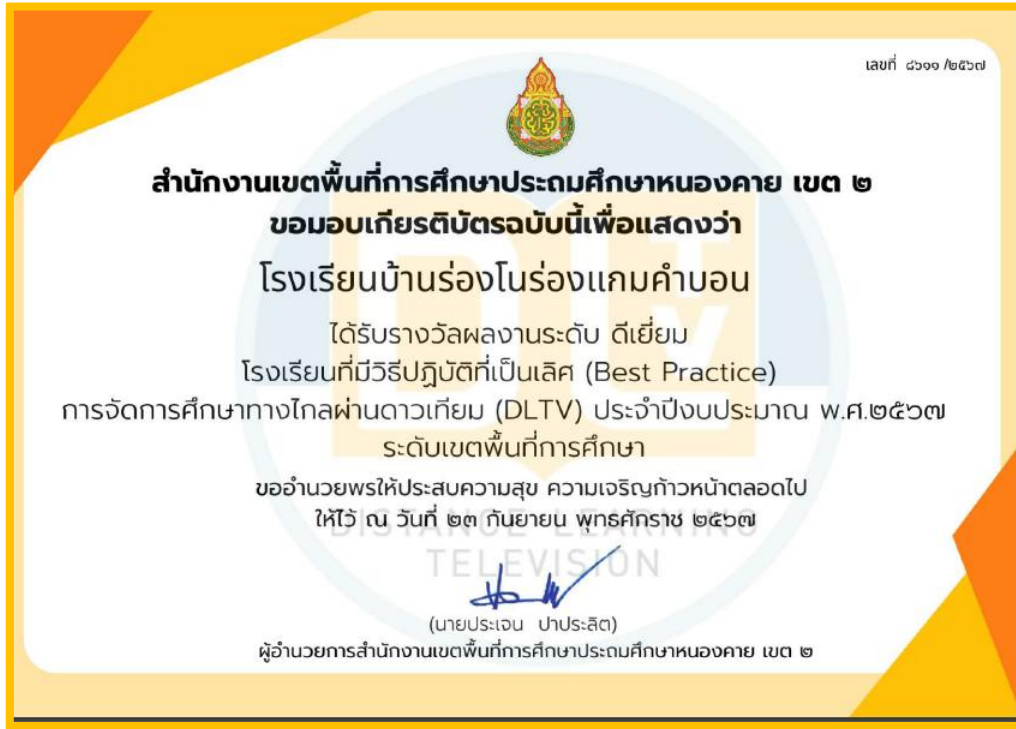 เลขที่ ๘๖๑๑ /๒๕๖๗
สำนักงานเขตพื้นที่การศึกษาประถมศึกษาหนองคาย เขต ๒
ขอมอบเกียรติบัตรฉบับนี้เพื่อแสดงว่า
โรงเรียนบ้านร่องโนร่องแกมคำบอน
ได้รับรางวัลผลงานระดับ ดีเยี่ยม
โรงเรียนที่มีวิธีปฏิบัติที่เป็นเลิศ (Best Practice)
การจัดการศึกษาทางไกลผ่านดาวเทียม (DLTV) ประจำปีงบประมาณ พ.ศ.๒๕๖๗
ระดับเขตพื้นที่การศึกษา
ขออำนวยพรให้ประสบความสุข ความเจริญก้าวหน้าตลอดไป
ให้ไว้ ณ วันที่ ๒๓ กันยายน พุทธศักราช ๒๕๖๗
DLTV
DISTANCE LEARNING
TELEVISION
(นายประเจน ปาประลิต)
ผู้อำนวยการสำนักงานเขตพื้นที่การศึกษาประถมศึกษาหนองคาย เขต ๒